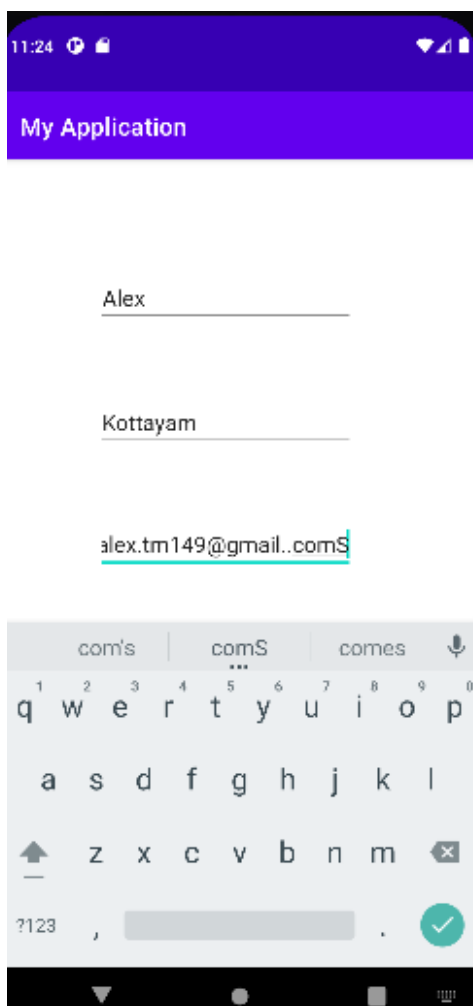 11:24
My Application
Alex
Kottayam
alex.tm149@gmail..comS
com's comS comes
1 2 3 4 5 6 7 8 9 0
q w e r t y u i o p
a s d f g h j k l
z x c v b n m
?123 , .